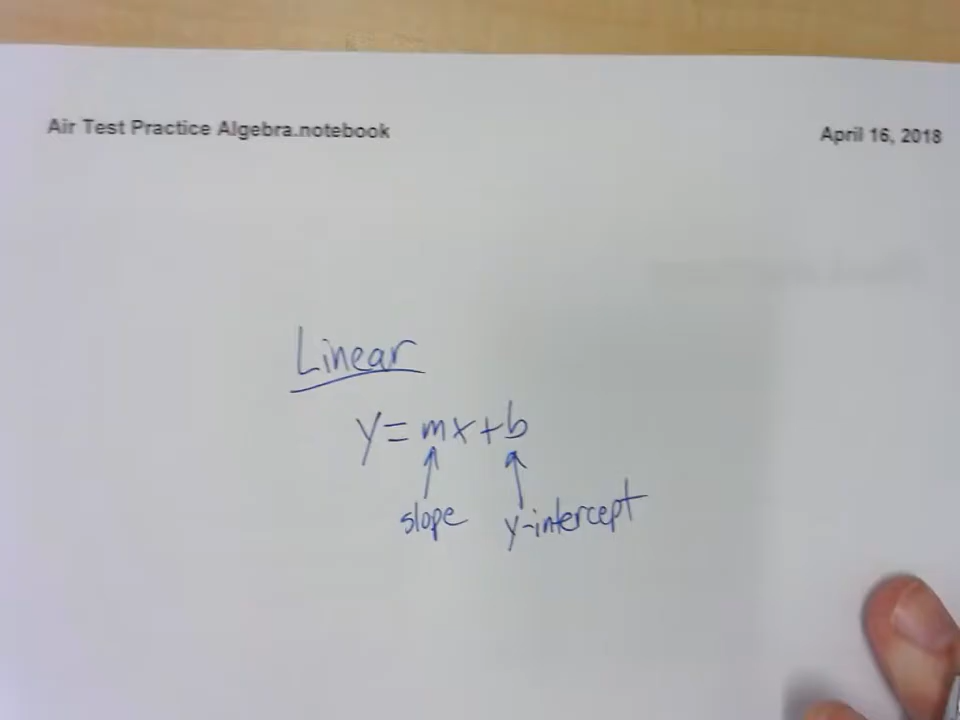 Air Test Practice Algebra.notebook
April 16, 2018
Linear
y=mx+b
slope
y-intercept